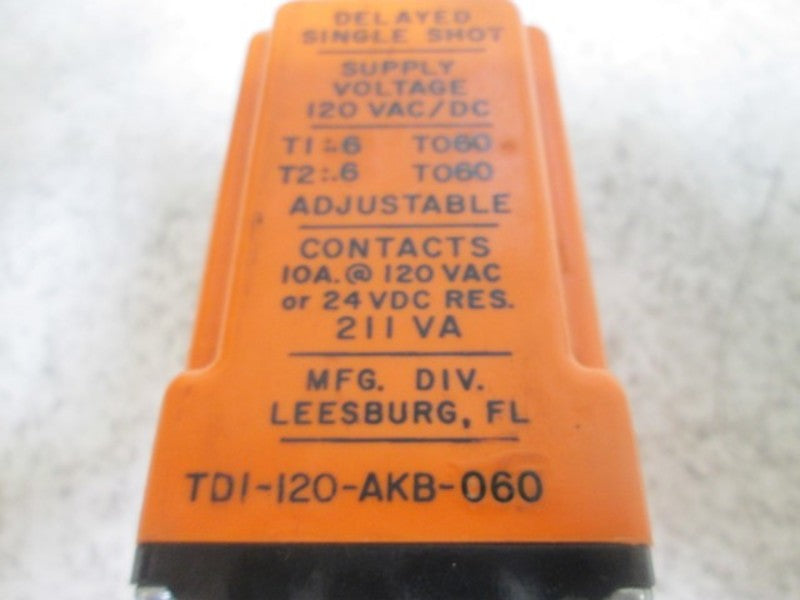 DELAYED
SINGLE SHOT
SUPPLY
VOLTAGE
120 VAC/DC
T1:.6 TO60
T2:.6 TO60
ADJUSTABLE
CONTACTS
10A.@ 120 VAC
or 24VDC RES.
211 VA
MFG. DIV.
LEESBURG, FL
TDI-120-AKB-060